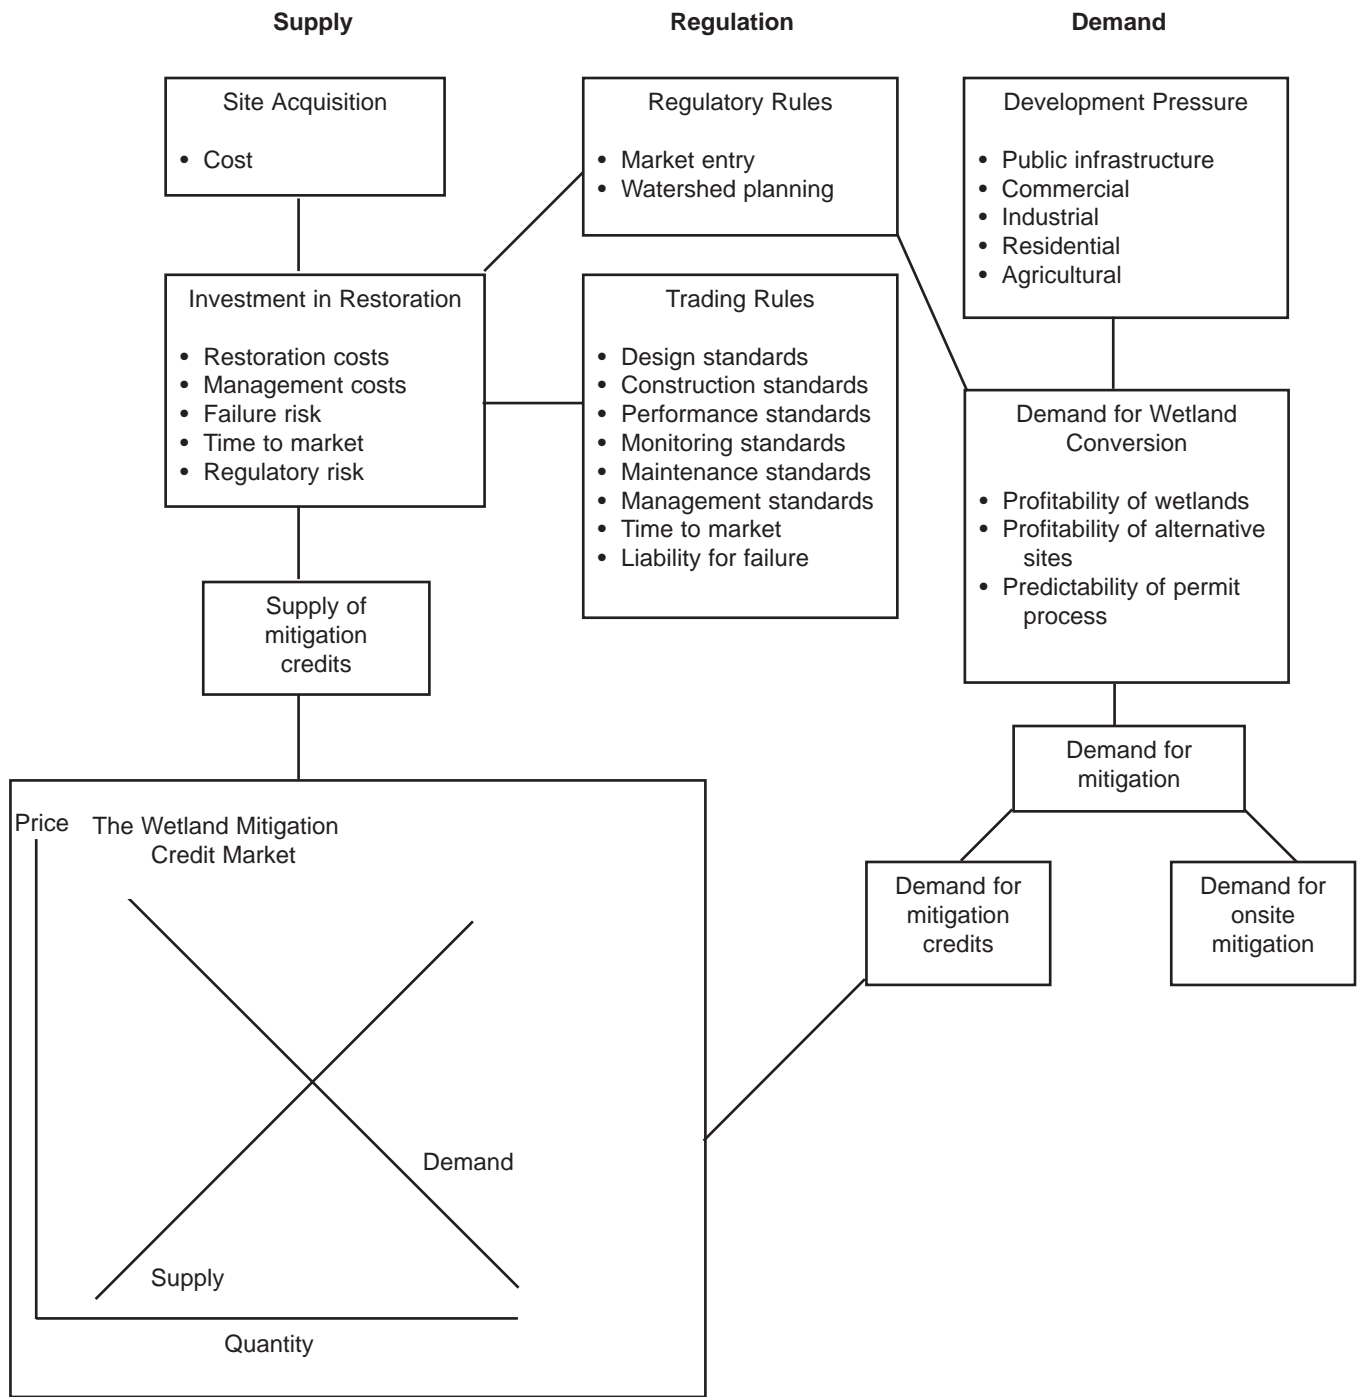 Supply
Regulation
Demand
Site Acquisition
• Cost
Regulatory Rules
• Market entry
• Watershed planning
Development Pressure
• Public infrastructure
• Commercial
• Industrial
• Residential
• Agricultural
Investment in Restoration
• Restoration costs
• Management costs
• Failure risk
• Time to market
• Regulatory risk
Trading Rules
• Design standards
• Construction standards
• Performance standards
• Monitoring standards
• Maintenance standards
• Management standards
• Time to market
• Liability for failure
Demand for Wetland
Conversion
• Profitability of wetlands
• Profitability of alternative
sites
• Predictability of permit
process
Supply of
mitigation
credits
Demand for
mitigation
Demand for
mitigation
credits
Demand for
onsite
mitigation
Price
The Wetland Mitigation
Credit Market
Demand
Supply
Quantity